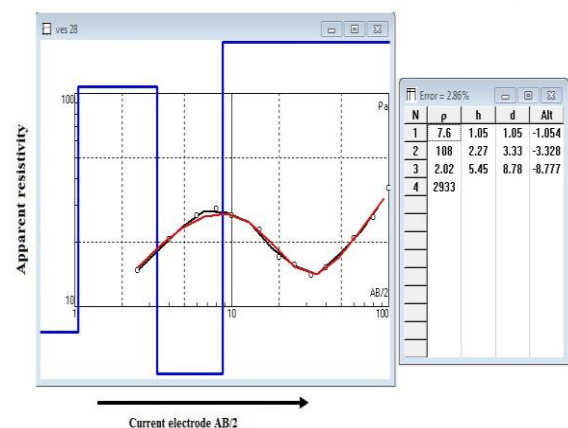 ves 28
Apparent resistivity
100
Pa
10
AB/2
1 10 100
Current electrode AB/2
Error = 2.86%
N ρ h d Alt
1 7.6 1.05 1.05 -1.054
2 108 2.27 3.33 -3.328
3 2.02 5.45 8.78 -8.777
4 2933